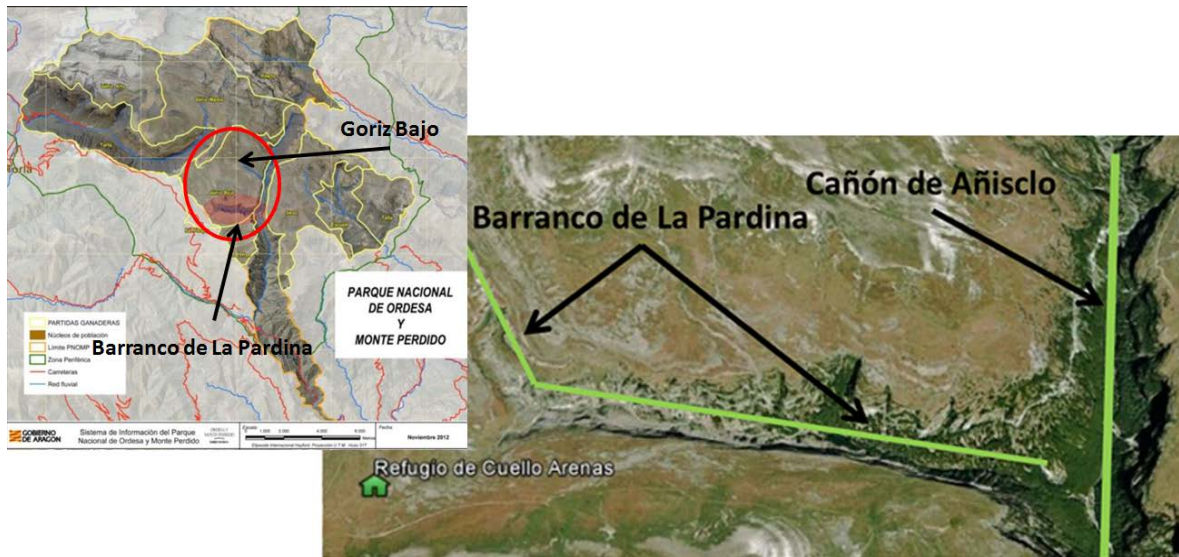 Goriz Bajo
Barranco de La Pardina
PARQUE NACIONAL
DE ORDESA
Y
MONTE PERDIDO
PARTIDAS GANADERAS
Núcleos de población
Límite PNOMP
Zona Periférica
Carreteras
Red fluvial
GOBIERNO
DE ARAGON
Sistema de Información del Parque
Nacional de Ordesa y Monte Perdido
Escala
Fecha
Noviembre 2012
Cañón de Añisclo
Barranco de La Pardina
Refugio de Cuello Arenas